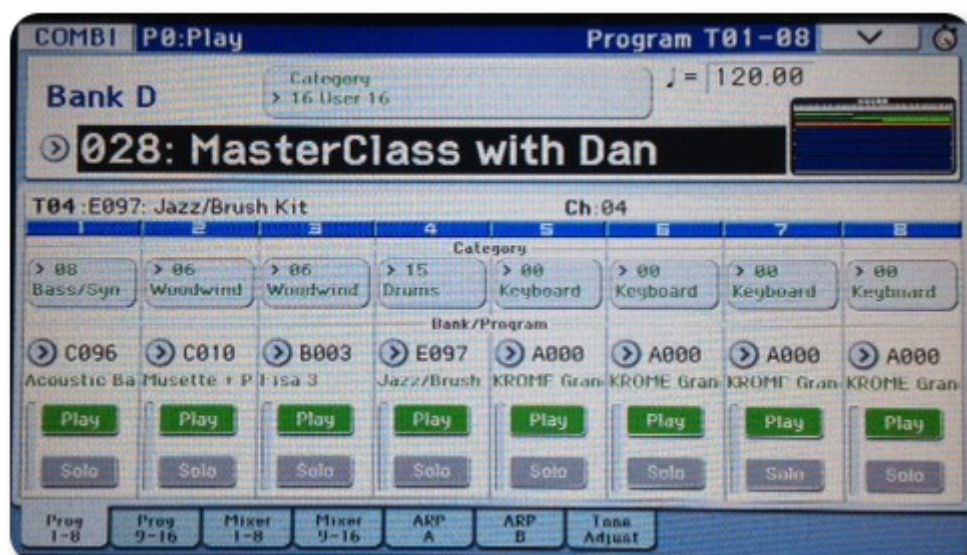 COMBI P0:Play Program T01-08
Category
Bank D > 16 User 16 ♩= 120.00
028: MasterClass with Dan
T04 :E097: Jazz/Brush Kit Ch:04
1 2 3 4 5 6 7 8
Category
> 08 > 06 > 06 > 15 > 00 > 00 > 00 > 00
Bass/Syn Woodwind Woodwind Drums Keyboard Keyboard Keyboard Keyboard
Bank/Program
C096 C010 B003 E097 A000 A000 A000 A000
Acoustic Ba Musette + P Fisa 3 Jazz/Brush KROME Gran KROME Gran KROME Gran KROME Gran
Play Play Play Play Play Play Play Play
Solo Solo Solo Solo Solo Solo Solo Solo
Prog Prog Mixer Mixer ARP ARP Tone
1-8 9-16 1-8 9-16 A B Adjust